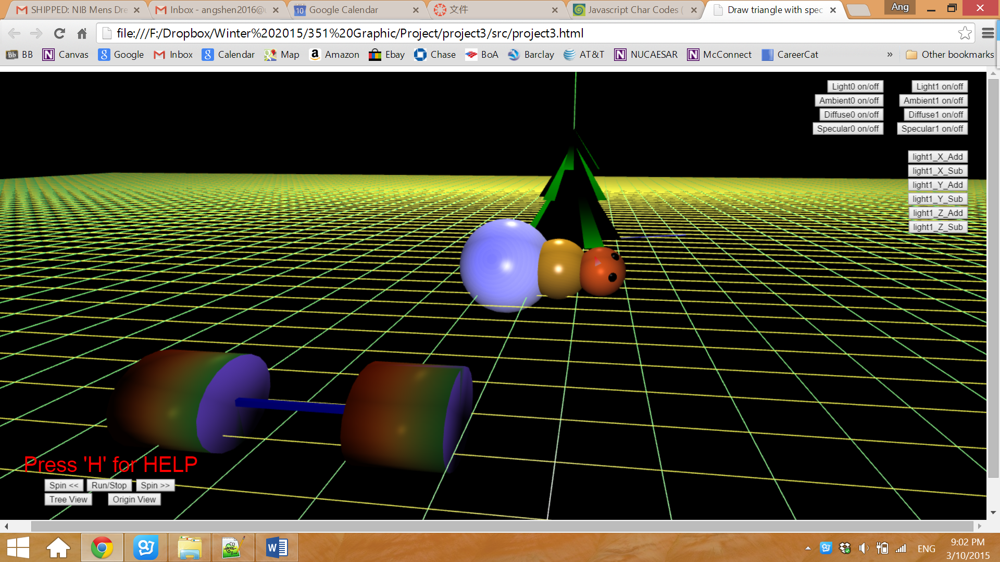 SHIPPED: NIB Mens Dre
Inbox - angshen2016@u
10 Google Calendar
文件
Javascript Char Codes (
Draw triangle with spec
Ang
file:///F:/Dropbox/Winter%202015/351%20Graphic/Project/project3/src/project3.html
Bb BB N Canvas g Google Inbox g Calendar Map a Amazon Ebay Chase BoA Barclay AT&T N NUCAESAR N McConnect CareerCat » Other bookmarks
Light0 on/off Light1 on/off
Ambient0 on/off Ambient1 on/off
Diffuse0 on/off Diffuse1 on/off
Specular0 on/off Specular1 on/off
light1_X_Add
light1_X_Sub
light1_Y_Add
light1_Y_Sub
light1_Z_Add
light1_Z_Sub
Press 'H' for HELP
Spin << Run/Stop Spin >>
Tree View Origin View
W
ENG
9:02 PM
3/10/2015